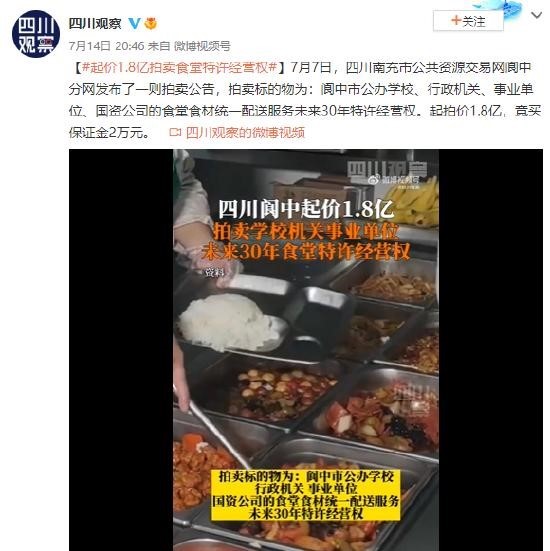 四川观察
四川观察
+关注
7月14日 20:46 来自 微博视频号
【#起价1.8亿拍卖食堂特许经营权#】7月7日，四川南充市公共资源交易网阆中
分网发布了一则拍卖公告，拍卖标的物为：阆中市公办学校、行政机关、事业单
位、国资公司的食堂食材统一配送服务未来30年特许经营权。起拍价1.8亿，竞买
保证金2万元。 四川观察的微博视频
四川观察
微博视频号
四川阆中起价1.8亿
拍卖学校机关事业单位
未来30年食堂特许经营权
资料
四川观察
拍卖标的物为：阆中市公办学校
行政机关 事业单位
国资公司的食堂食材统一配送服务
未来30年特许经营权